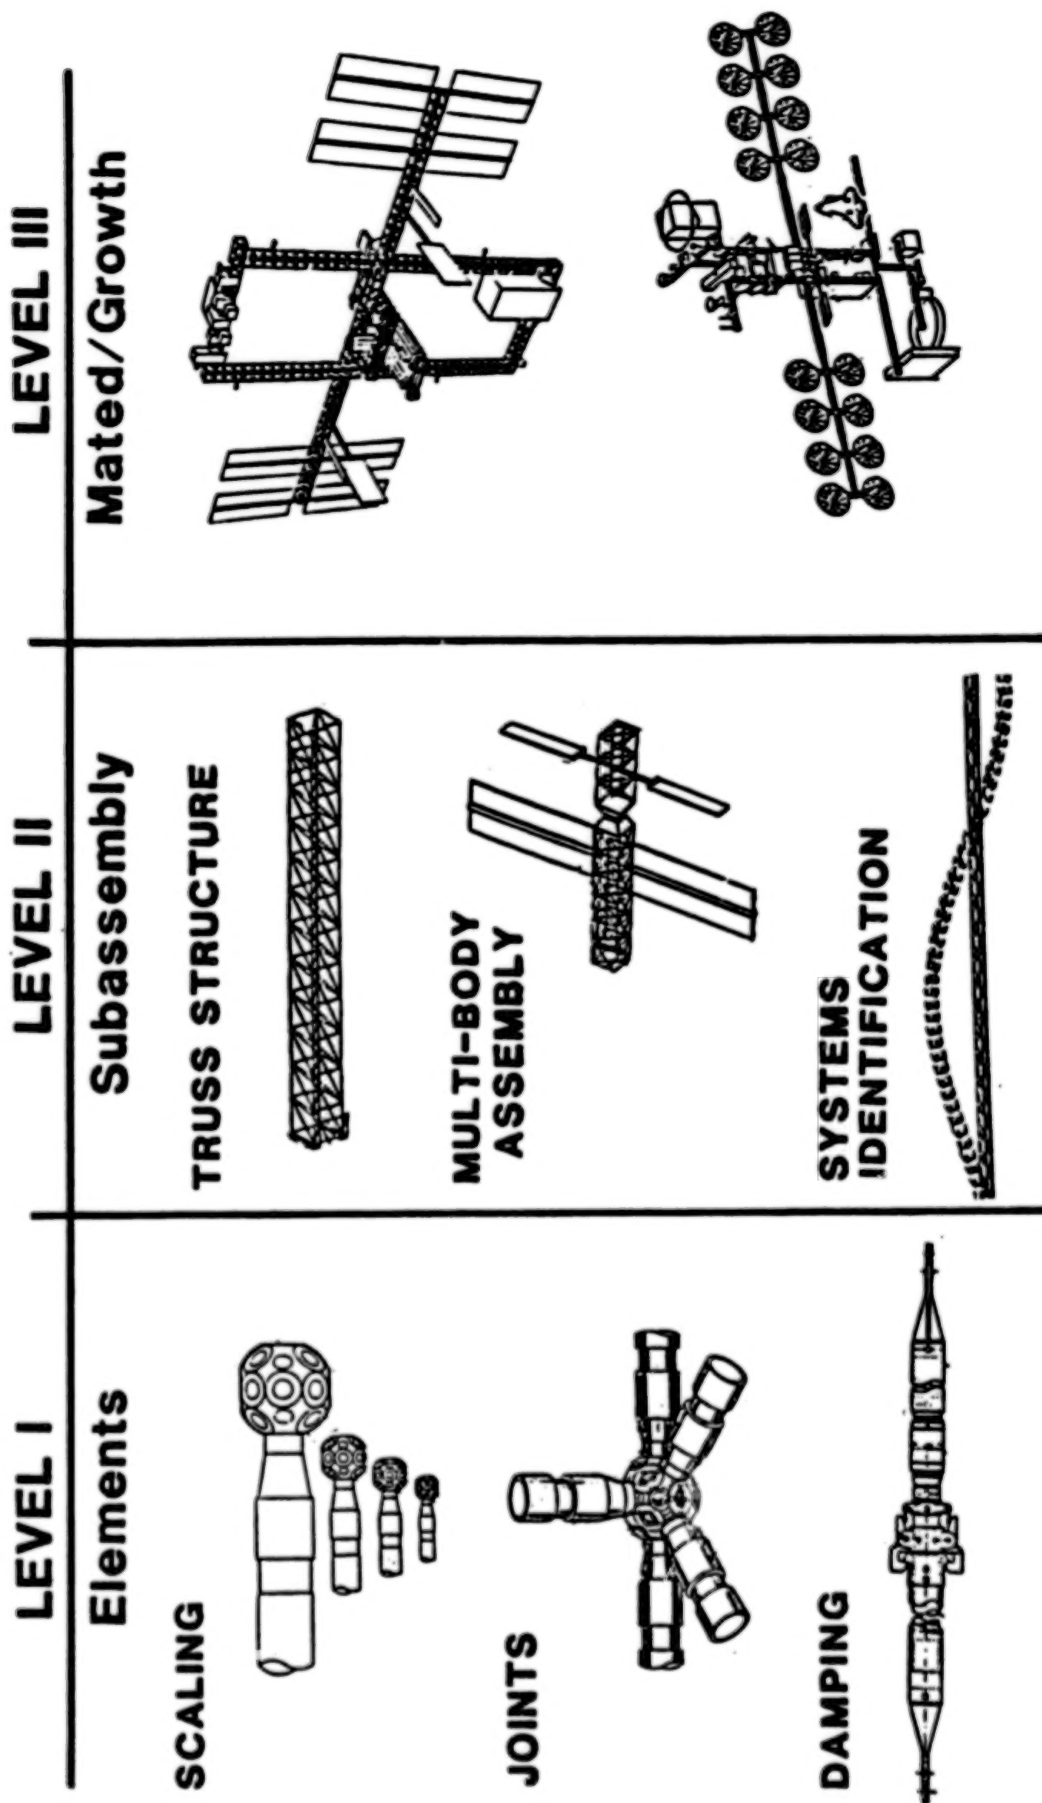 LEVEL I
Elements
SCALING
JOINTS
DAMPING
LEVEL II
Subassembly
TRUSS STRUCTURE
MULTI-BODY
ASSEMBLY
SYSTEMS
IDENTIFICATION
LEVEL III
Mated/Growth